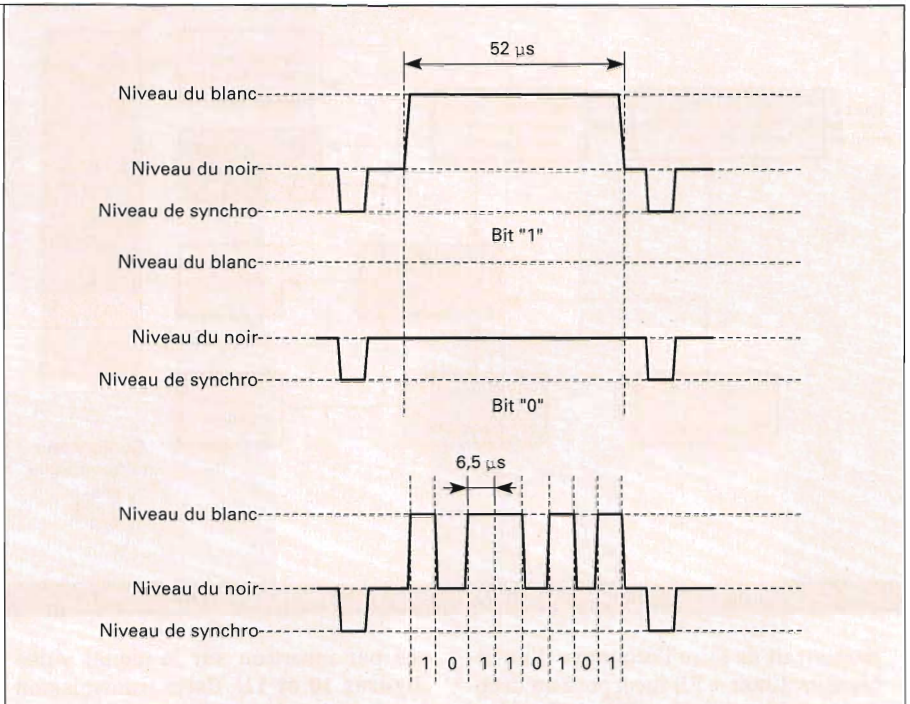 52 µs
Niveau du blanc
Niveau du noir
Niveau de synchro
Bit "1"
Niveau du blanc
Niveau du noir
Niveau de synchro
Bit "0"
6,5 µs
Niveau du blanc
Niveau du noir
Niveau de synchro
1 0 1 1 0 1 0 1